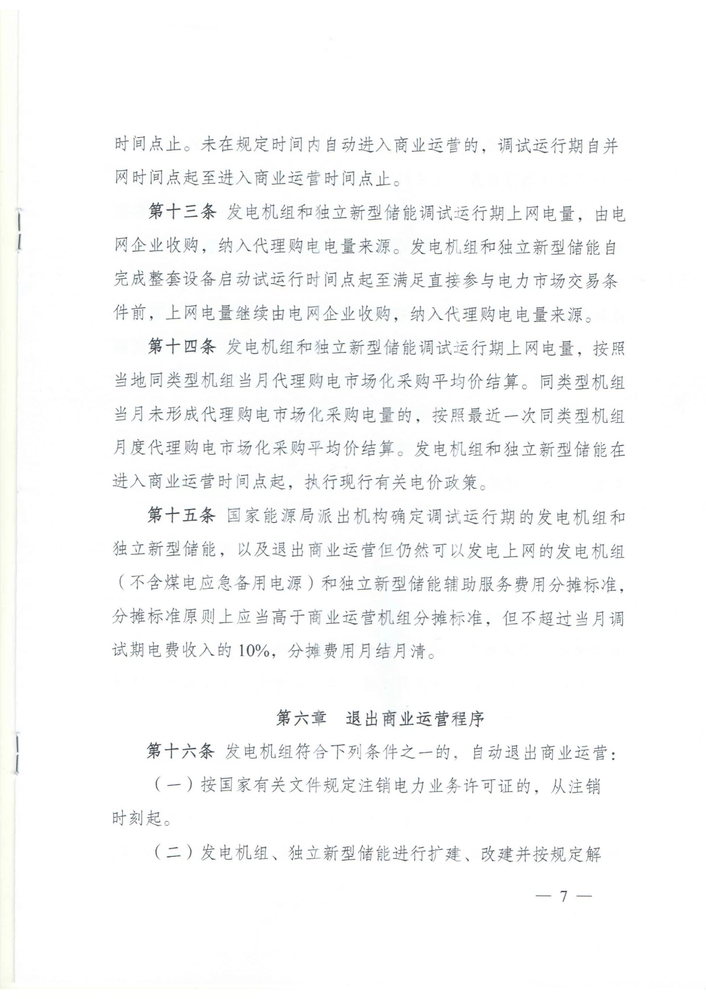 时间点止。未在规定时间内自动进入商业运营的，调试运行期自并
网时间点起至进入商业运营时间点止。
第十三条 发电机组和独立新型储能调试运行期上网电量，由电
网企业收购，纳入代理购电电量来源。发电机组和独立新型储能自
完成整套设备启动试运行时间点起至满足直接参与电力市场交易条
件前，上网电量继续由电网企业收购，纳入代理购电电量来源。
第十四条 发电机组和独立新型储能调试运行期上网电量，按照
当地同类型机组当月代理购电市场化采购平均价结算。同类型机组
当月未形成代理购电市场化采购电量的，按照最近一次同类型机组
月度代理购电市场化采购平均价结算。发电机组和独立新型储能在
进入商业运营时间点起，执行现行有关电价政策。
第十五条 国家能源局派出机构确定调试运行期的发电机组和
独立新型储能，以及退出商业运营但仍然可以发电上网的发电机组
（不含煤电应急备用电源）和独立新型储能辅助服务费用分摊标准，
分摊标准原则上应当高于商业运营机组分摊标准，但不超过当月调
试期电费收入的 10%，分摊费用月结月清。
第六章 退出商业运营程序
第十六条 发电机组符合下列条件之一的，自动退出商业运营：
（一）按国家有关文件规定注销电力业务许可证的，从注销
时刻起。
（二）发电机组、独立新型储能进行扩建、改建并按规定解
— 7 —